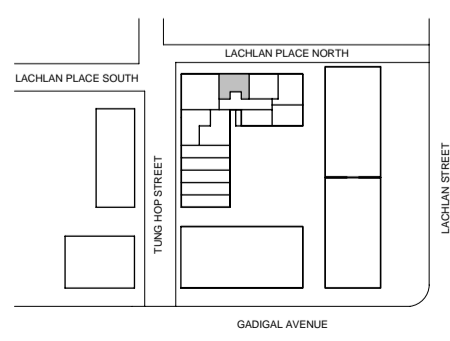 LACHLAN PLACE NORTH
LACHLAN PLACE SOUTH
TUNG HOP STREET
LACHLAN STREET
GADIGAL AVENUE